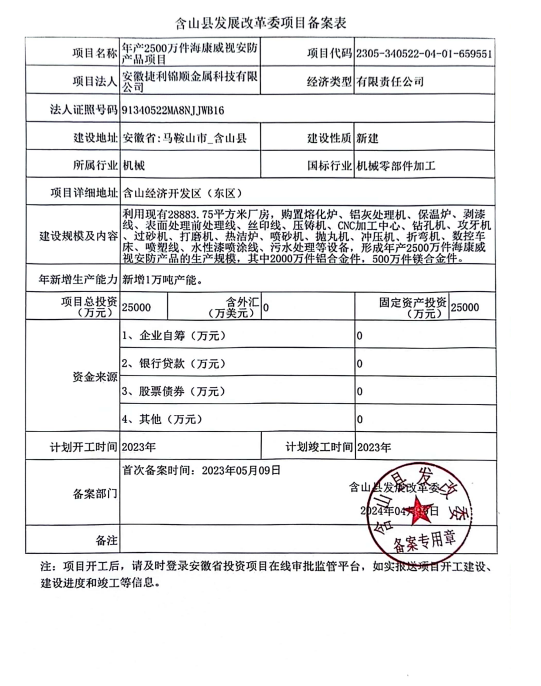 含山县发展改革委项目备案表
项目名称 年产2500万件海康威视安防产品项目 项目代码 2305-340522-04-01-659551
项目法人 安徽捷利锦顺金属科技有限公司 经济类型 有限责任公司
法人证照号码 91340522MA8NJJWB16
建设地址 安徽省:马鞍山市_含山县 建设性质 新建
所属行业 机械 国标行业 机械零部件加工
项目详细地址 含山经济开发区（东区）
建设规模及内容 利用现有28883.75平方米厂房，购置熔化炉、铝灰处理机、保温炉、剥漆
线、表面处理前处理线、丝印线、压铸机、CNC加工中心、钻孔机、攻牙机
、过砂机、打磨机、热洁炉、喷砂机、抛丸机、冲压机、折弯机、数控车
床、喷塑线、水性漆喷涂线、污水处理等设备，形成年产2500万件海康威
视安防产品的生产规模，其中2000万件铝合金件，500万件镁合金件。
年新增生产能力 新增1万吨产能。
项目总投资（万元） 25000 含外汇（万美元） 0 固定资产投资（万元） 25000
资金来源
1、企业自筹（万元） 0
2、银行贷款（万元） 0
3、股票债券（万元） 0
4、其他（万元） 0
计划开工时间 2023年 计划竣工时间 2023年
备案部门
首次备案时间：2023年05月09日
含山县发展改革委
2024年04月
含山县发改委
备案专用章
备注
注：项目开工后，请及时登录安徽省投资项目在线审批监管平台，如实报送项目开工建设、
建设进度和竣工等信息。